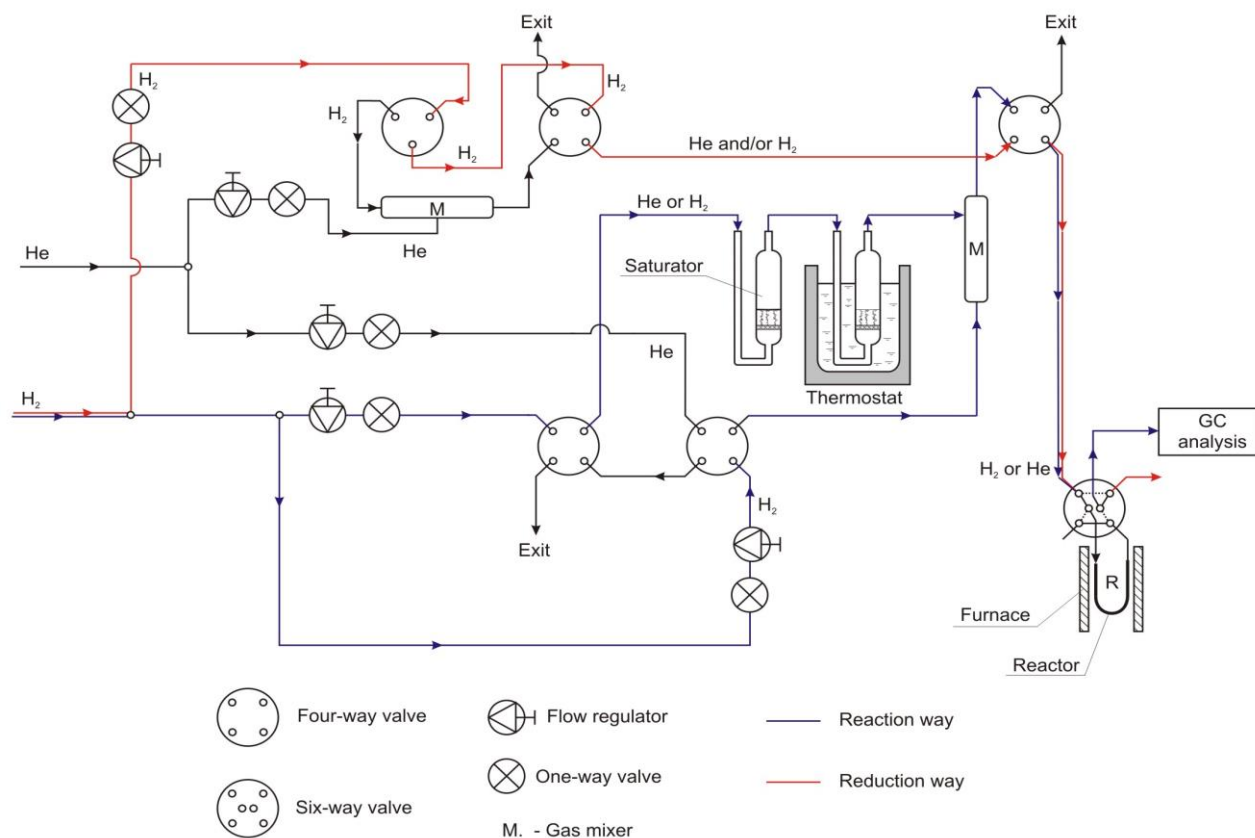 Exit
Exit
H₂
H₂
H₂
H₂
He and/or H₂
M
He or H₂
He
He
Saturator
M
He
H₂
Thermostat
GC
analysis
H₂ or He
H₂
Exit
R
Furnace
Reactor
Four-way valve
Flow regulator
Reaction way
One-way valve
Reduction way
Six-way valve
M. - Gas mixer